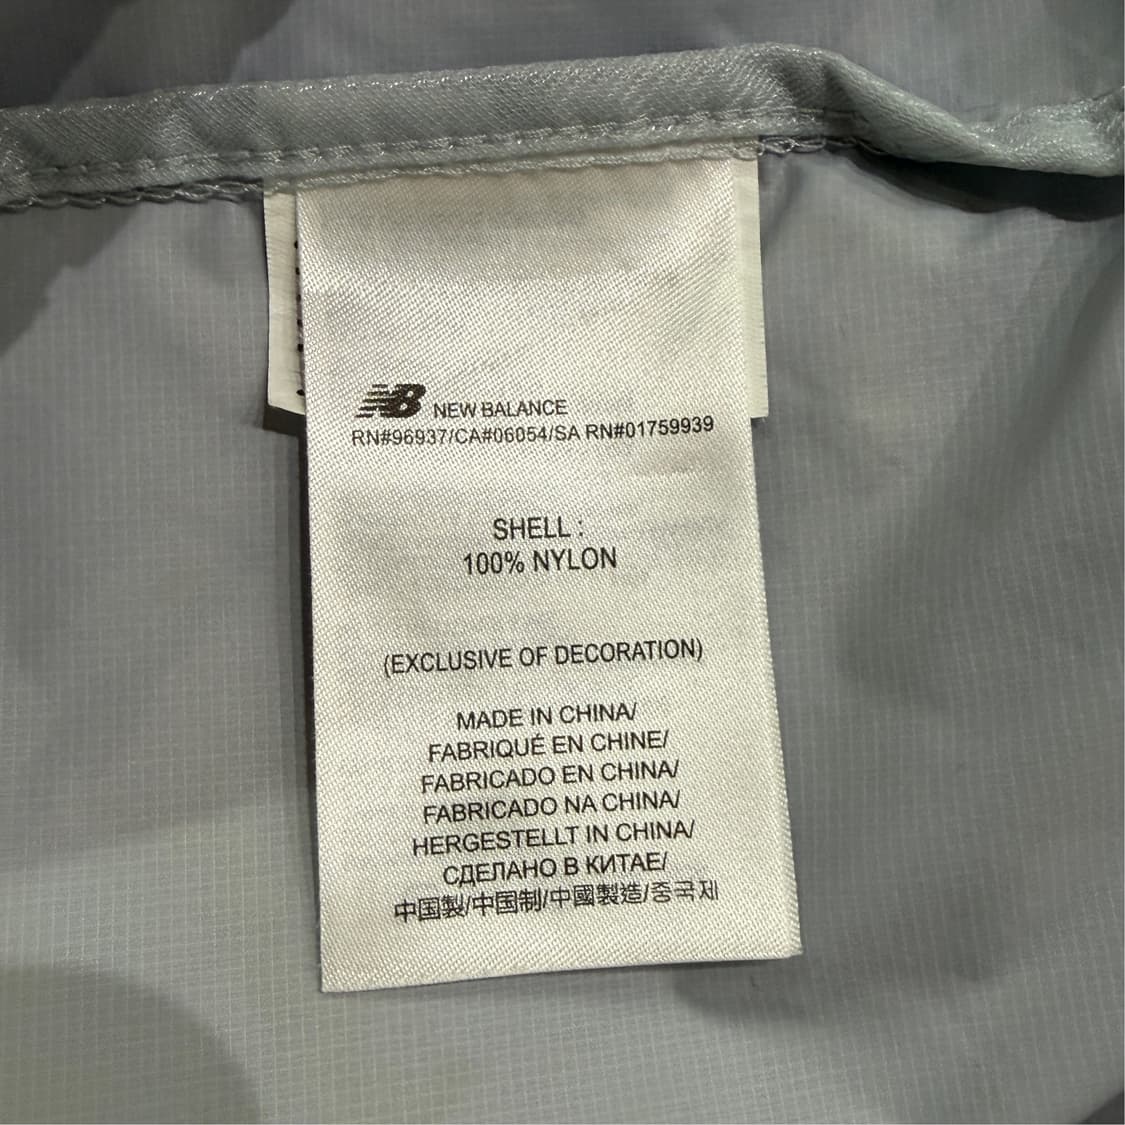 NB NEW BALANCE
RN#96937/CA#06054/SA RN#01759939
SHELL :
100% NYLON
(EXCLUSIVE OF DECORATION)
MADE IN CHINA/
FABRIQUÉ EN CHINE/
FABRICADO EN CHINA/
FABRICADO NA CHINA/
HERGESTELLT IN CHINA/
СДЕЛАНО В КИТАЕ/
中国製/中国制/中國製造/중국제